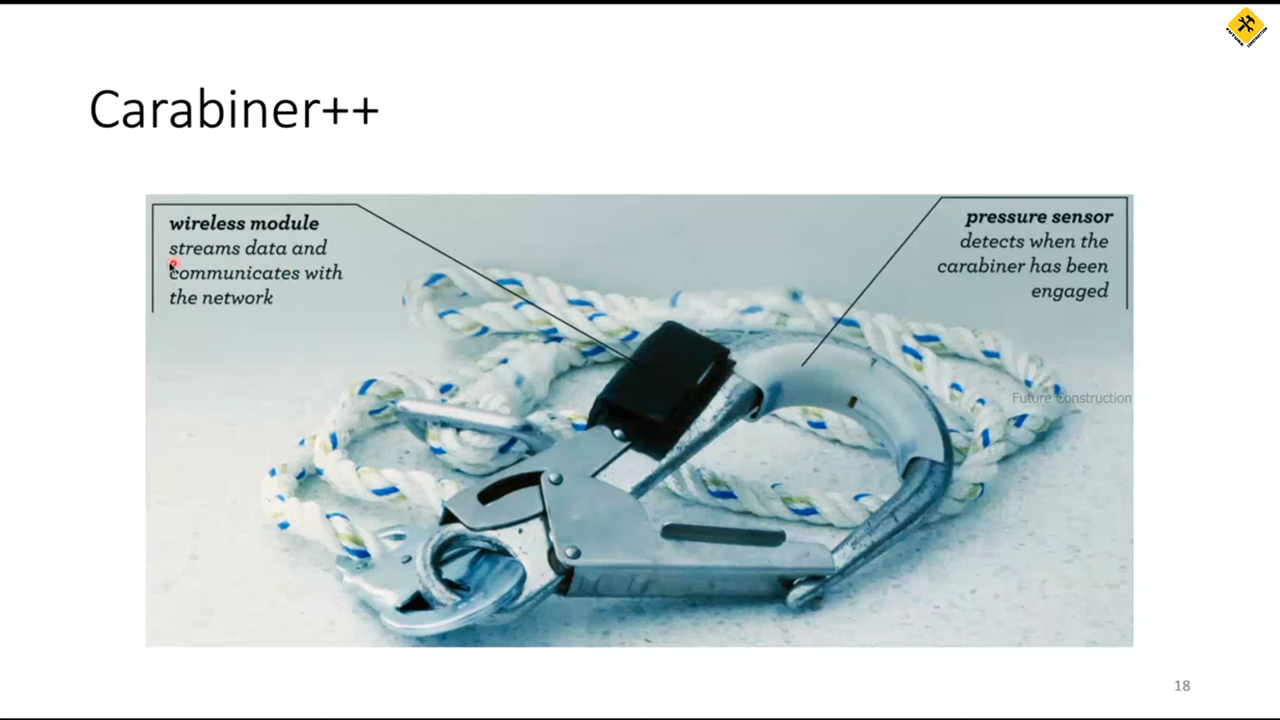 Carabiner++
wireless module
streams data and
communicates with
the network
pressure sensor
detects when the
carabiner has been
engaged
Future Construction
18